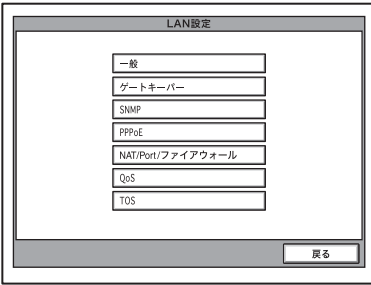 LAN設定
一般
ゲートキーパー
SNMP
PPPoE
NAT/Port/ファイアウォール
QoS
TOS
戻る